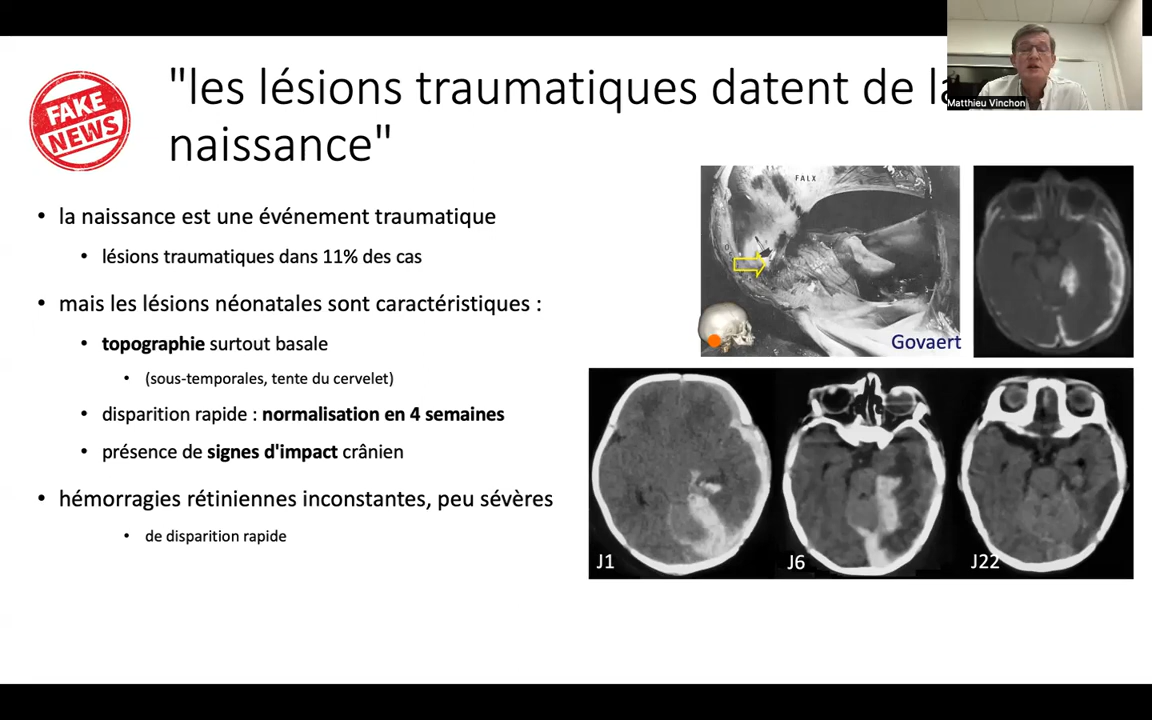 FAKE
NEWS
"les lésions traumatiques datent de la
naissance"
Matthieu Vinchon
• la naissance est une événement traumatique
• lésions traumatiques dans 11% des cas
• mais les lésions néonatales sont caractéristiques :
• topographie surtout basale
• (sous-temporales, tente du cervelet)
• disparition rapide : normalisation en 4 semaines
• présence de signes d'impact crânien
• hémorragies rétiniennes inconstantes, peu sévères
• de disparition rapide
FALX
Govaert
J1
J6
J22